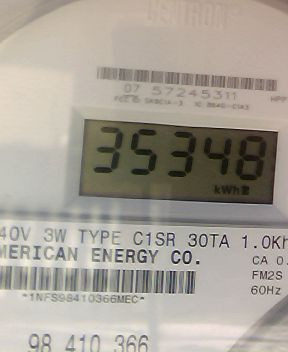 CENTRON
07 57245311
35348
kWh
40V 3W TYPE C1SR 30TA 1.0Kh
MERICAN ENERGY CO.
CA 0.
FM2S
60Hz
*1NFS98410366MEC*
98 410 366